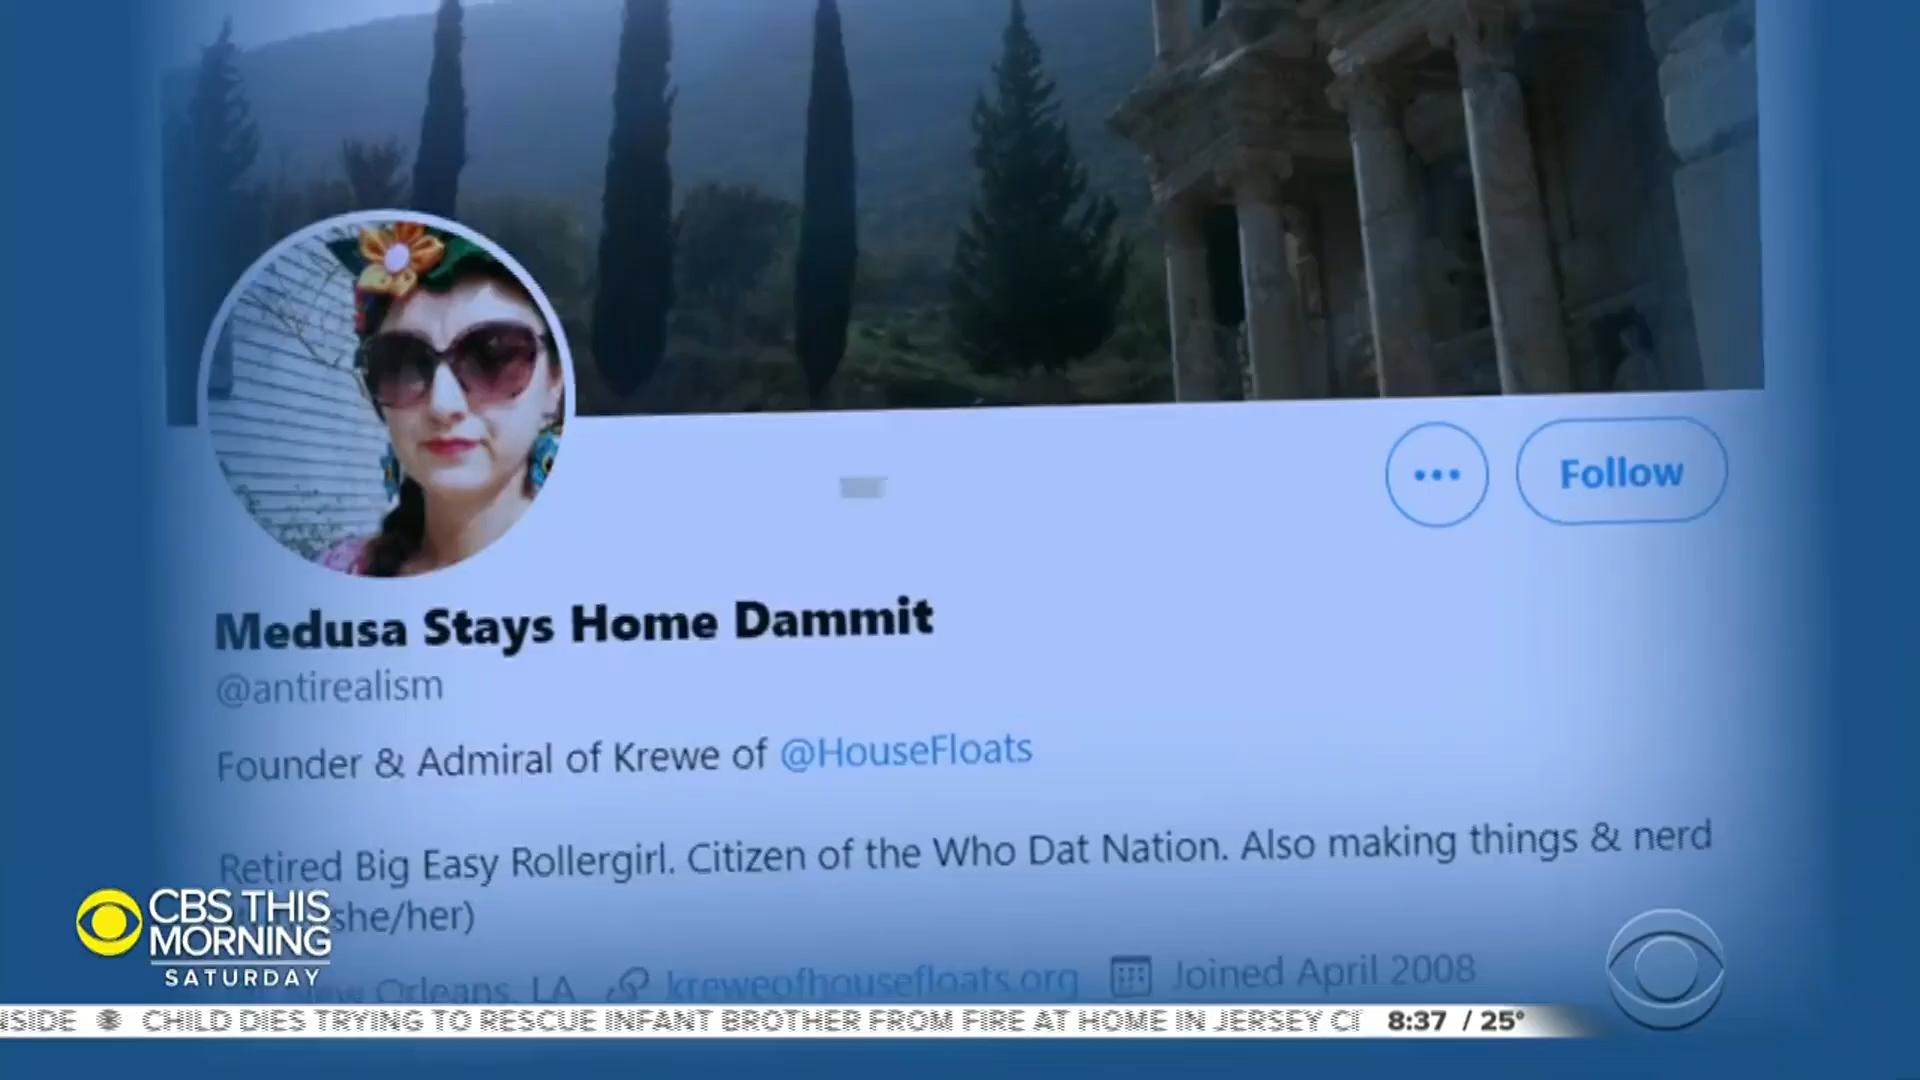 Follow
Medusa Stays Home Dammit
@antirealism
Founder & Admiral of Krewe of @HouseFloats
Retired Big Easy Rollergirl. Citizen of the Who Dat Nation. Also making things & nerd
she/her)
Orleans, LA kreweofhousefloats.org Joined April 2008
CBS THIS
MORNING
SATURDAY
CHILD DIES TRYING TO RESCUE INFANT BROTHER FROM FIRE AT HOME IN JERSEY 8:37 / 25°